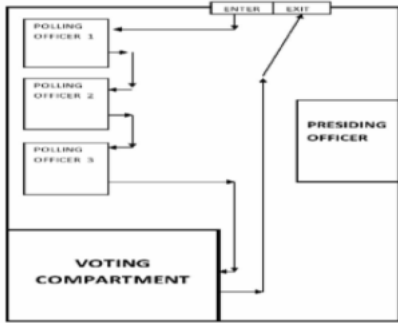 ENTER EXIT
POLLING
OFFICER 1
POLLING
OFFICER 2
PRESIDING
OFFICER
POLLING
OFFICER 3
VOTING
COMPARTMENT